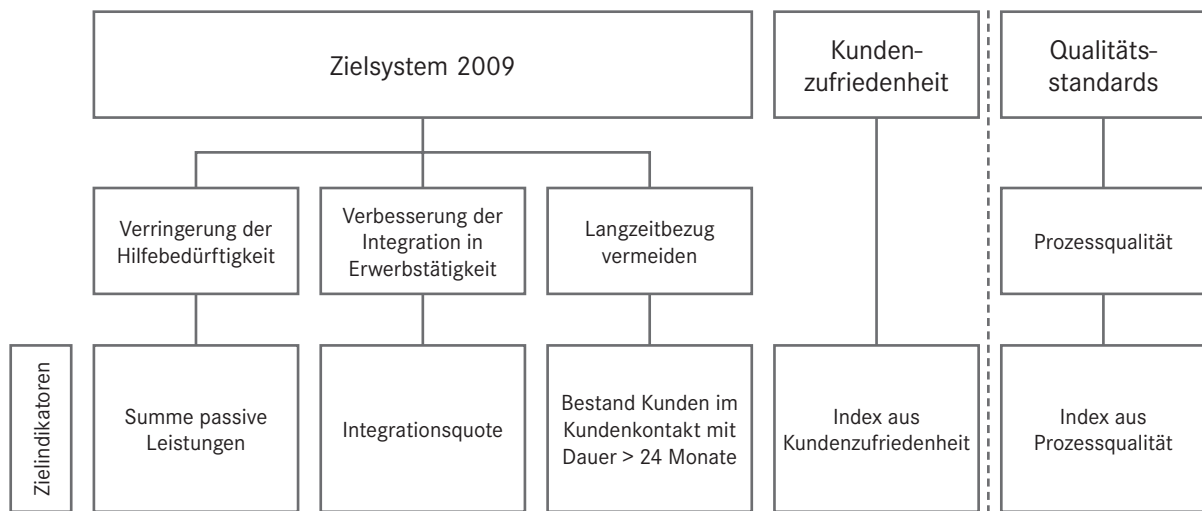 Zielsystem 2009
Kunden-
zufriedenheit
Qualitäts-
standards
Verringerung der
Hilfebedürftigkeit
Verbesserung der
Integration in
Erwerbstätigkeit
Langzeitbezug
vermeiden
Prozessqualität
Zielindikatoren
Summe passive
Leistungen
Integrationsquote
Bestand Kunden im
Kundenkontakt mit
Dauer > 24 Monate
Index aus
Kundenzufriedenheit
Index aus
Prozessqualität